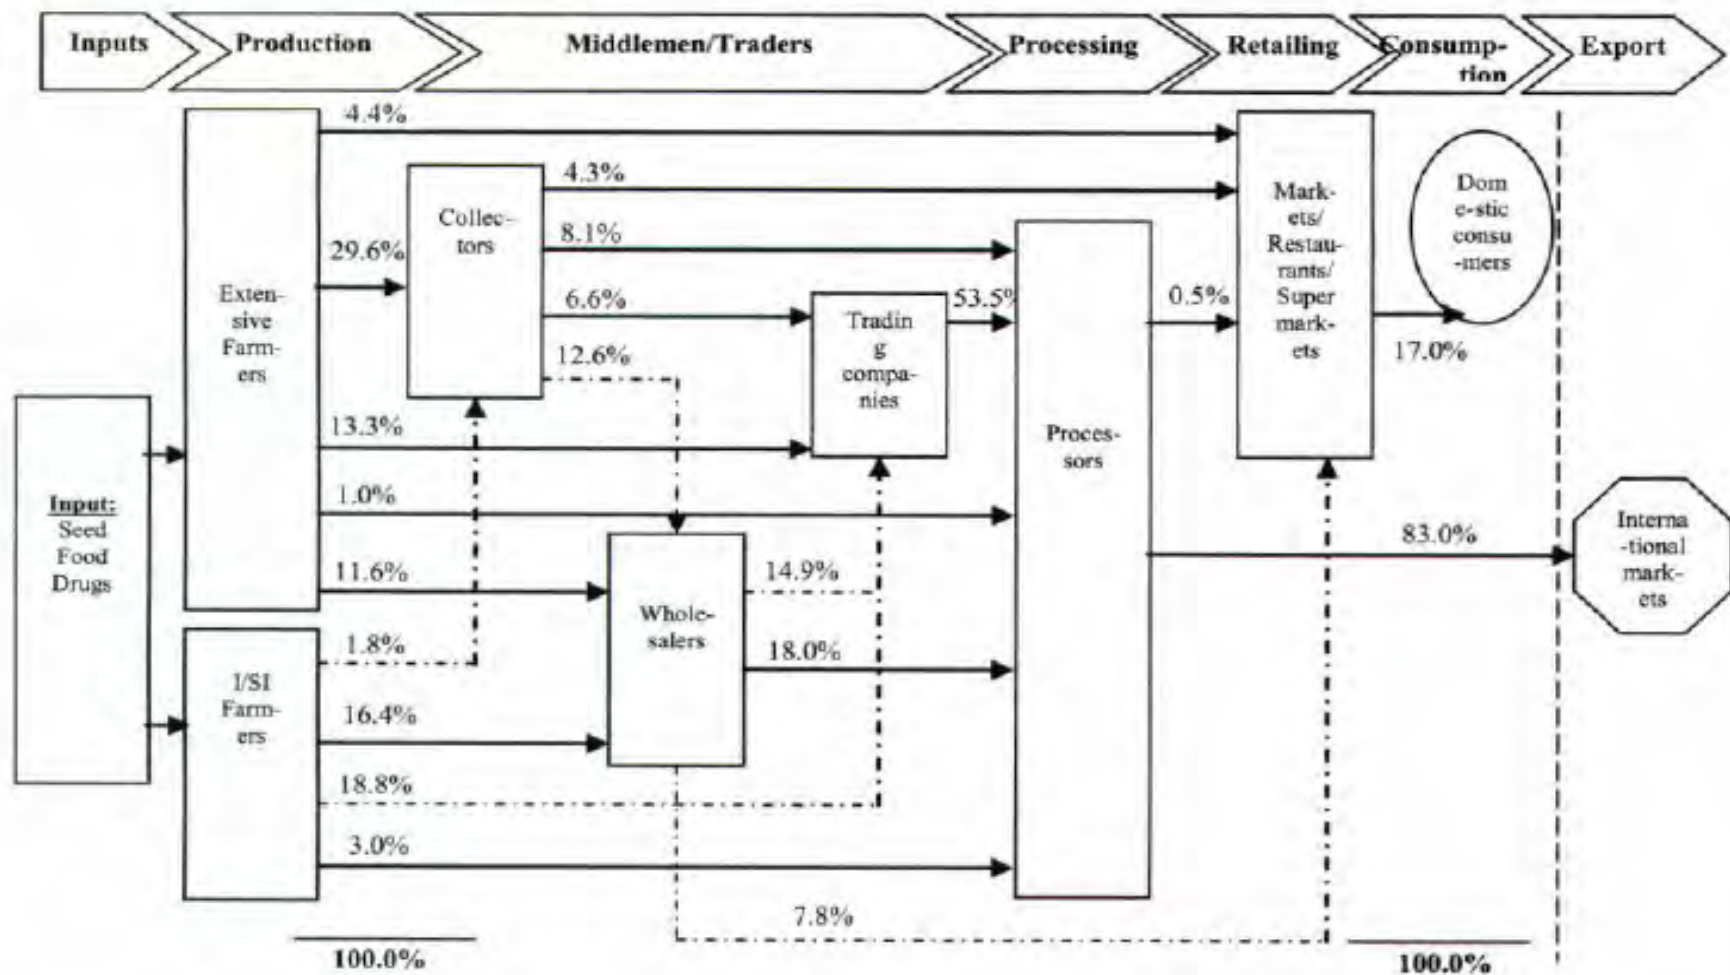 Inputs
Production
Middlemen/Traders
Processing
Retailing
Consump-
tion
Export
4.4%
4.3%
8.1%
29.6%
6.6%
53.5%
0.5%
12.6%
17.0%
13.3%
1.0%
83.0%
11.6%
14.9%
1.8%
18.0%
16.4%
18.8%
3.0%
7.8%
Input:
Seed
Food
Drugs
Exten-
sive
Farm-
ers
I/SI
Farm-
ers
Collec-
tors
Whole-
salers
Tradin
g
compa-
nies
Proces-
sors
Mark-
ets/
Restau-
rants/
Super
mark-
ets
Dom
e-stic
consu
-mers
Interna
-tional
mark-
ets
100.0%
100.0%